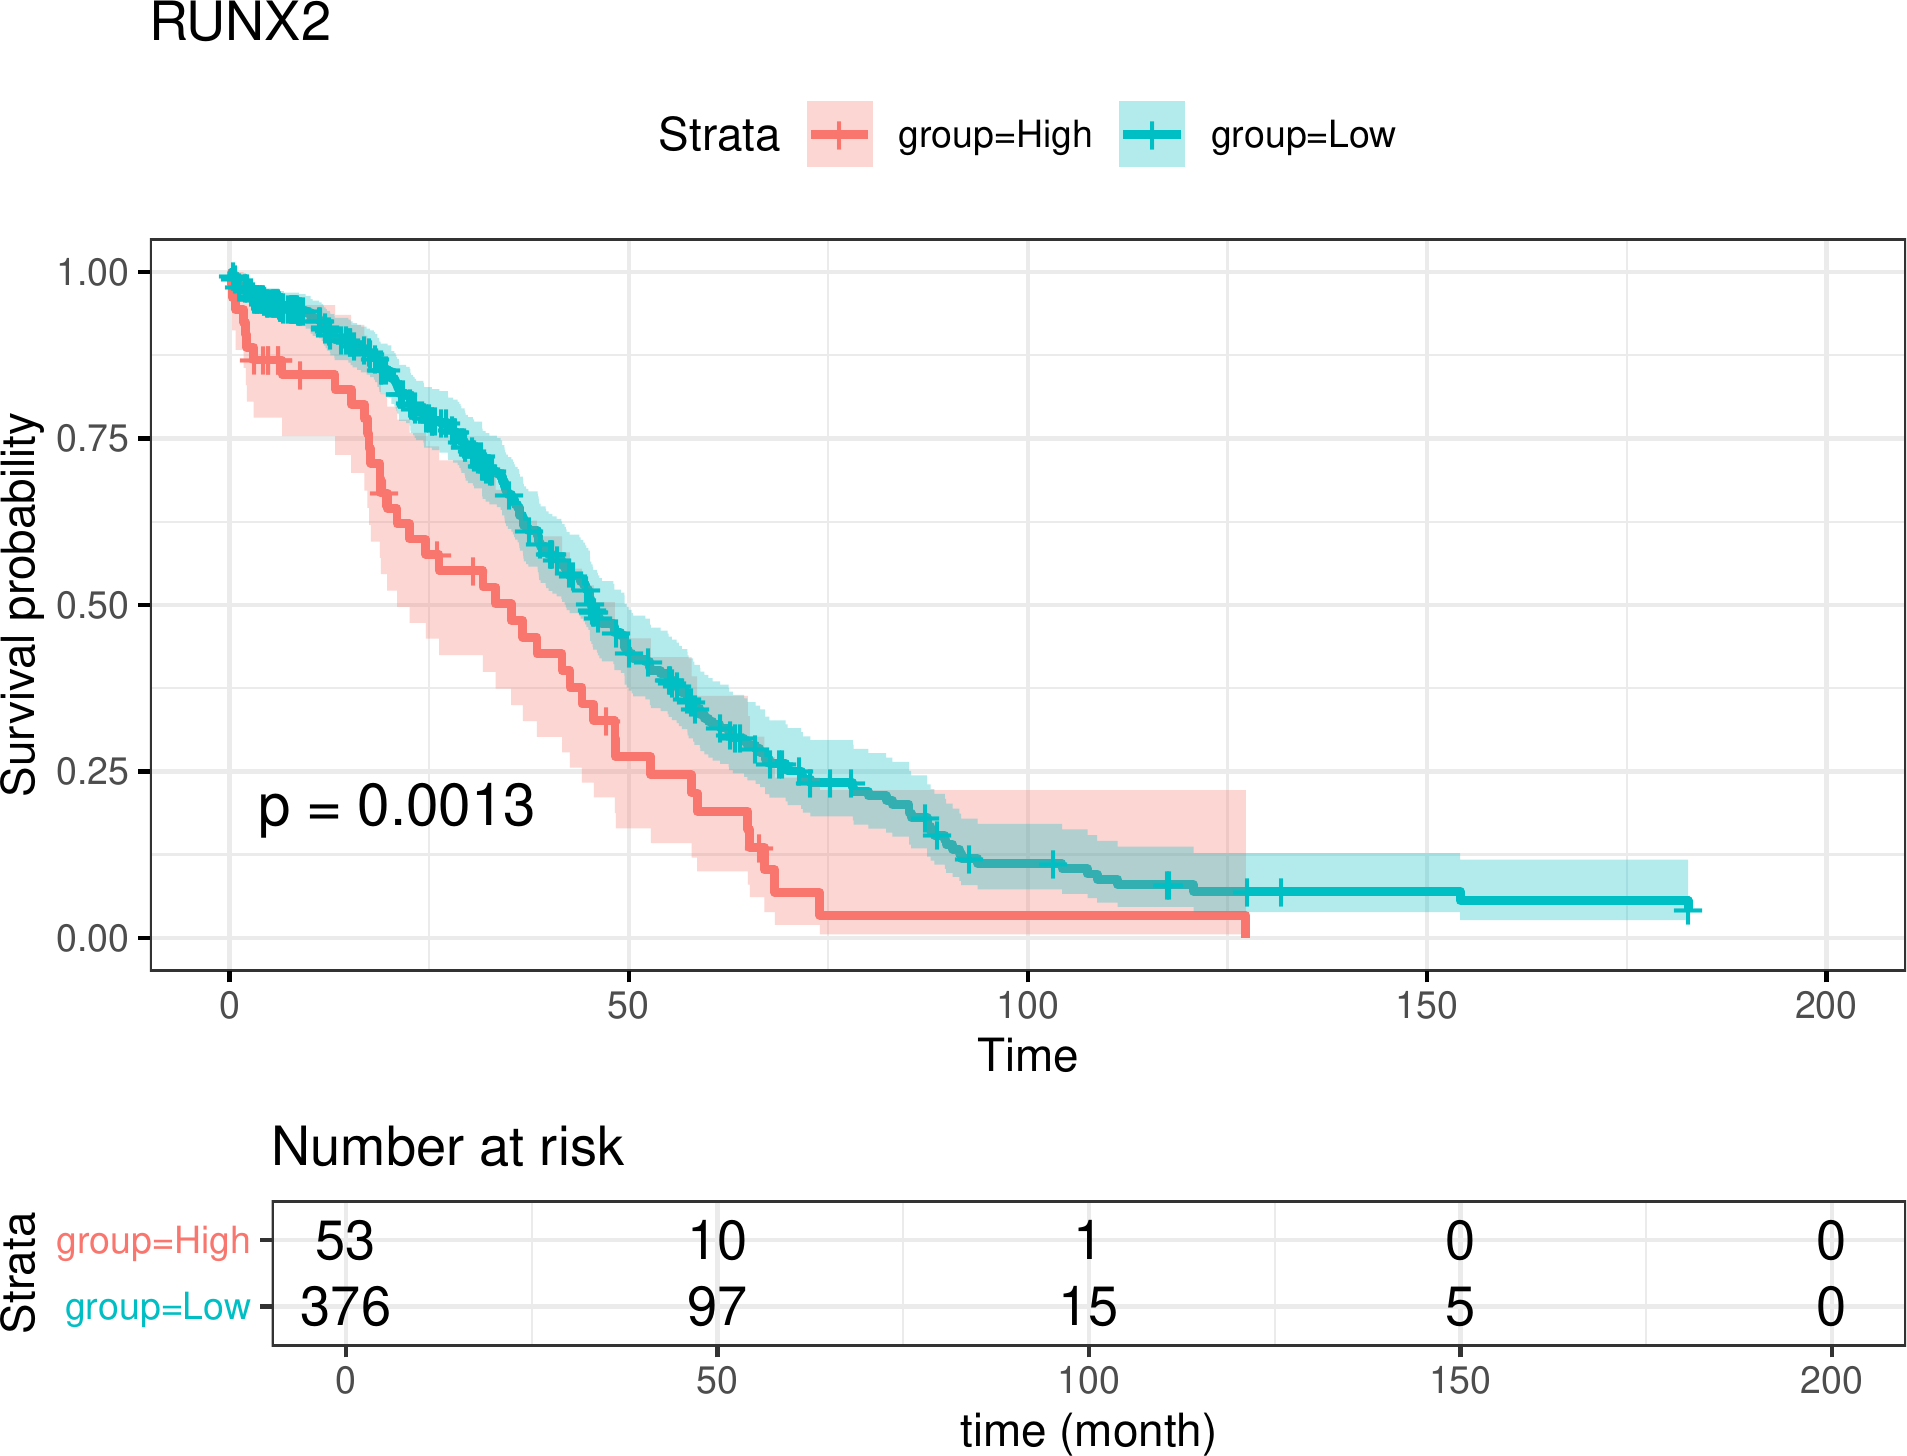 RUNX2
Strata group=High group=Low
Survival probability
1.00
0.75
0.50
0.25
0.00
p = 0.0013
0 50 100 150 200
Time
Number at risk
Strata
group=High 53 10 1 0 0
group=Low 376 97 15 5 0
0 50 100 150 200
time (month)